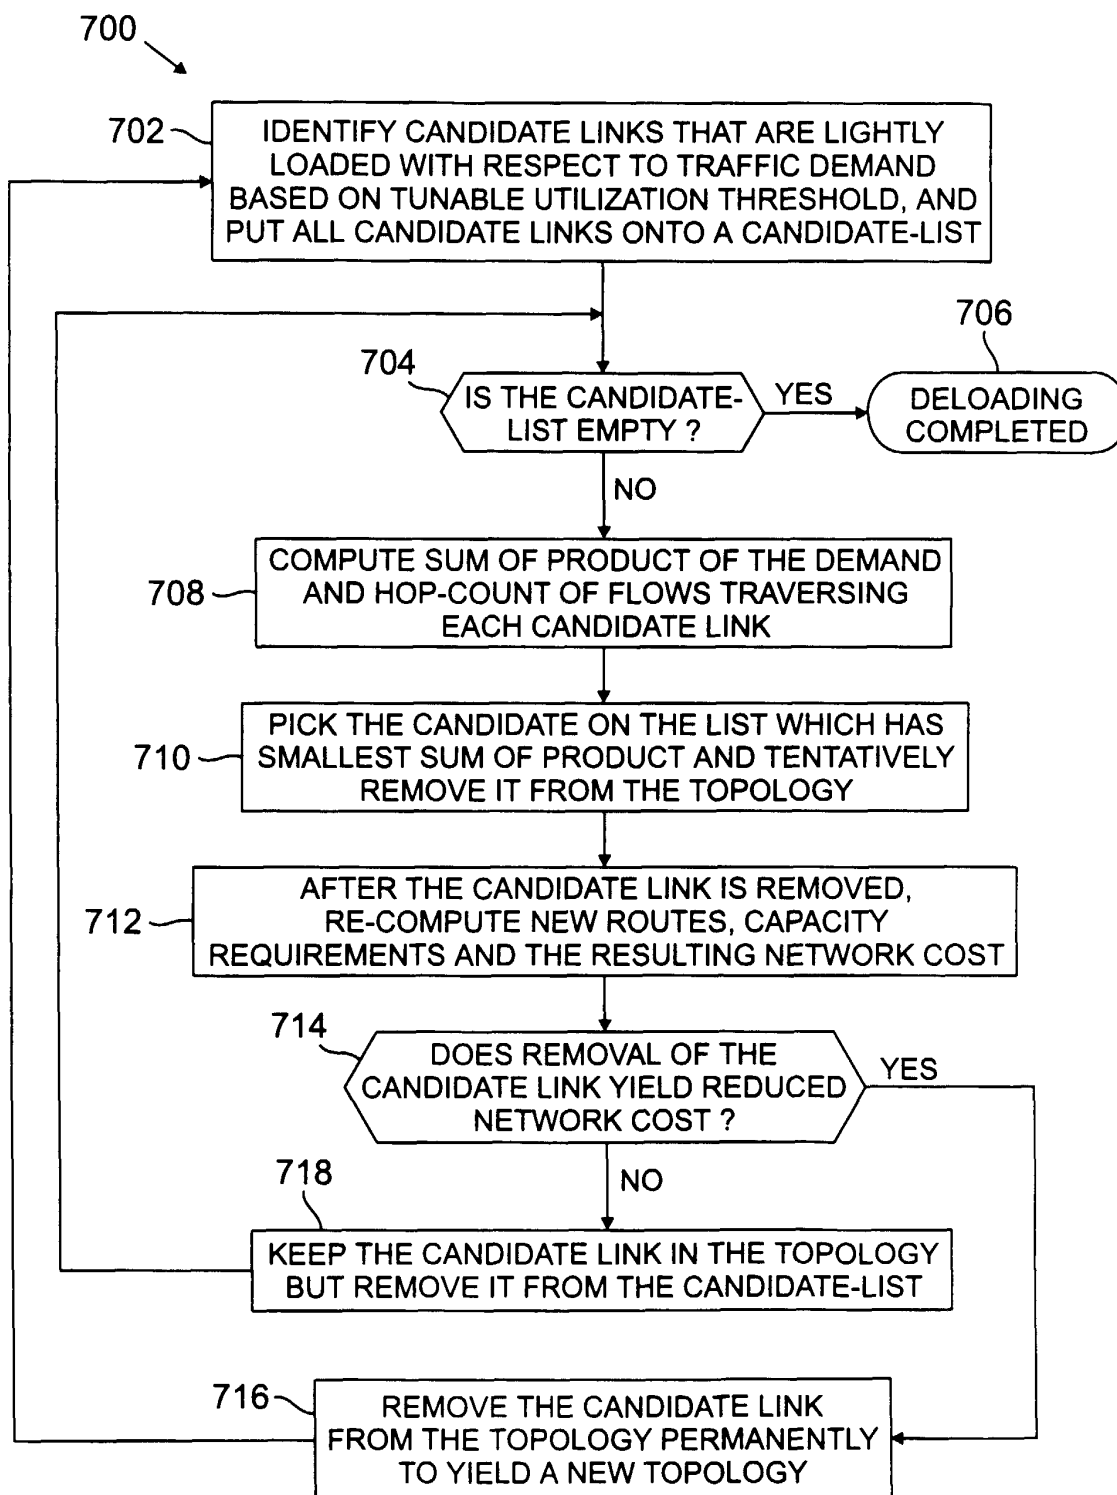 700
702
IDENTIFY CANDIDATE LINKS THAT ARE LIGHTLY
LOADED WITH RESPECT TO TRAFFIC DEMAND
BASED ON TUNABLE UTILIZATION THRESHOLD, AND
PUT ALL CANDIDATE LINKS ONTO A CANDIDATE-LIST
704
IS THE CANDIDATE-
LIST EMPTY ?
YES
706
DELOADING
COMPLETED
NO
708
COMPUTE SUM OF PRODUCT OF THE DEMAND
AND HOP-COUNT OF FLOWS TRAVERSING
EACH CANDIDATE LINK
710
PICK THE CANDIDATE ON THE LIST WHICH HAS
SMALLEST SUM OF PRODUCT AND TENTATIVELY
REMOVE IT FROM THE TOPOLOGY
712
AFTER THE CANDIDATE LINK IS REMOVED,
RE-COMPUTE NEW ROUTES, CAPACITY
REQUIREMENTS AND THE RESULTING NETWORK COST
714
DOES REMOVAL OF THE
CANDIDATE LINK YIELD REDUCED
NETWORK COST ?
YES
NO
718
KEEP THE CANDIDATE LINK IN THE TOPOLOGY
BUT REMOVE IT FROM THE CANDIDATE-LIST
716
REMOVE THE CANDIDATE LINK
FROM THE TOPOLOGY PERMANENTLY
TO YIELD A NEW TOPOLOGY